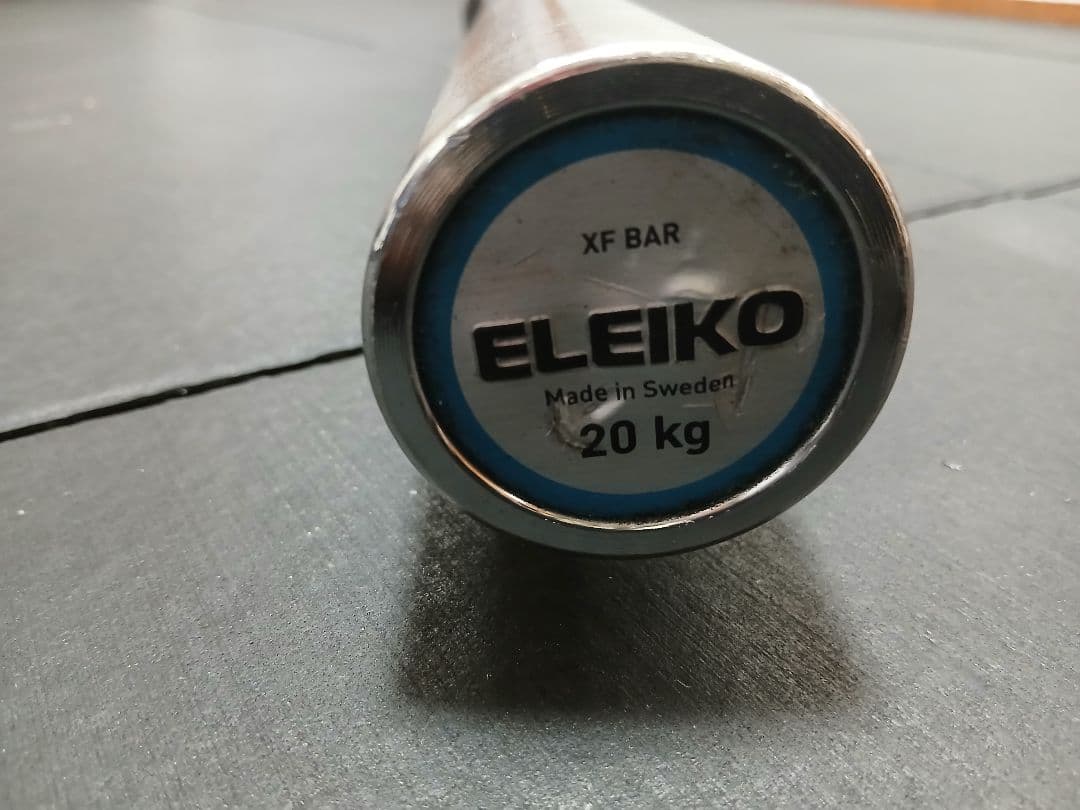 XF BAR
ELEIKO
Made in Sweden
20 kg